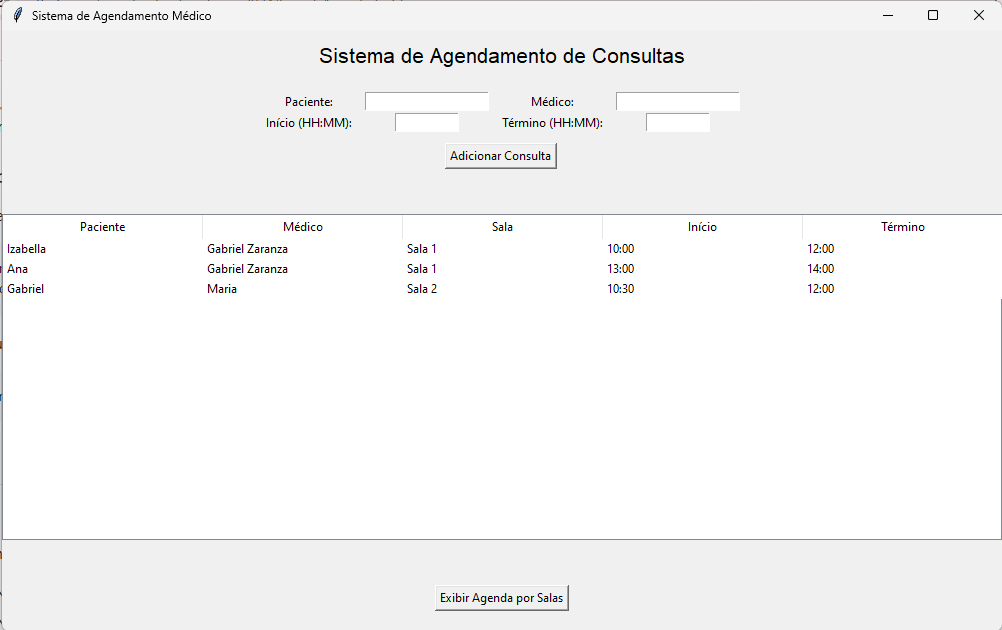 Sistema de Agendamento Médico
Sistema de Agendamento de Consultas
Paciente: Médico:
Início (HH:MM): Término (HH:MM):
Adicionar Consulta
Paciente Médico Sala Início Término
Izabella Gabriel Zaranza Sala 1 10:00 12:00
Ana Gabriel Zaranza Sala 1 13:00 14:00
Gabriel Maria Sala 2 10:30 12:00
Exibir Agenda por Salas